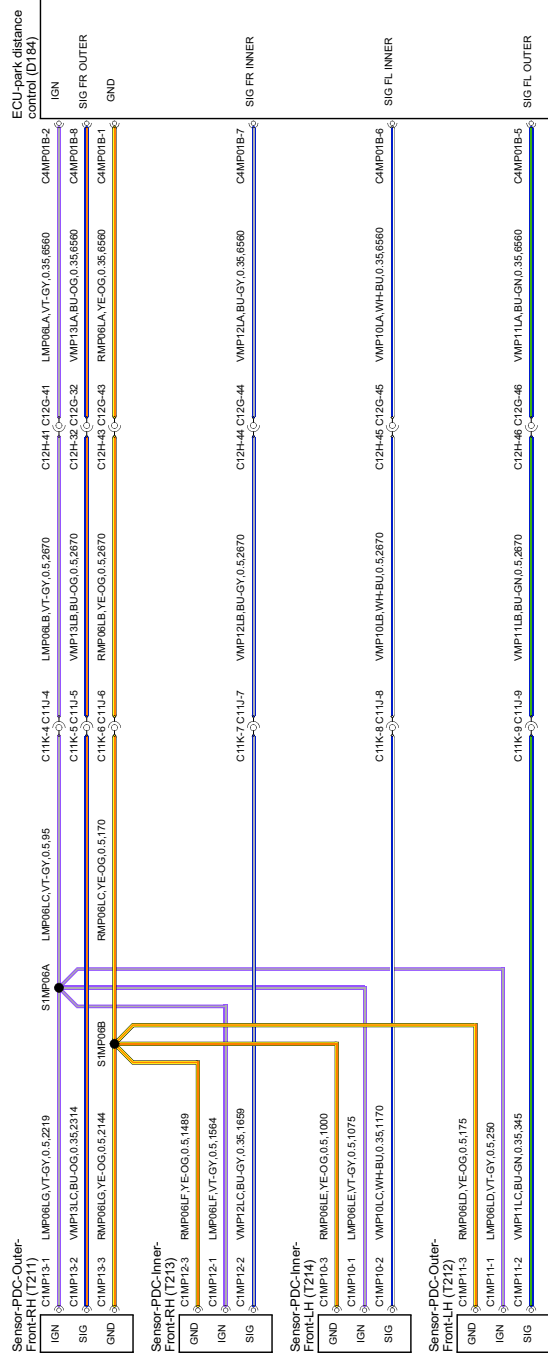 ECU-park distance
control (D184)
IGN
SIG FR OUTER
GND
SIG FR INNER
SIG FL INNER
SIG FL OUTER
C4MP01B-2
C4MP01B-8
C4MP01B-1
C4MP01B-7
C4MP01B-6
C4MP01B-5
LMP06LA,VT-GY,0.35,6560
VMP13LA,BU-OG,0.35,6560
RMP06LA,YE-OG,0.35,6560
VMP12LA,BU-GY,0.35,6560
VMP10LA,WH-BU,0.35,6560
VMP11LA,BU-GN,0.35,6560
C12H-41 C12G-41
C12H-32 C12G-32
C12H-43 C12G-43
C12H-44 C12G-44
C12H-45 C12G-45
C12H-46 C12G-46
LMP06LB,VT-GY,0.5,2670
VMP13LB,BU-OG,0.5,2670
RMP06LB,YE-OG,0.5,2670
VMP12LB,BU-GY,0.5,2670
VMP10LB,WH-BU,0.5,2670
VMP11LB,BU-GN,0.5,2670
C11K-4 C11J-4
C11K-5 C11J-5
C11K-6 C11J-6
C11K-7 C11J-7
C11K-8 C11J-8
C11K-9 C11J-9
LMP06LC,VT-GY,0.5,95
RMP06LC,YE-OG,0.5,170
S1MP06A
S1MP06B
LMP06LG,VT-GY,0.5,2219
VMP13LC,BU-OG,0.35,2314
RMP06LG,YE-OG,0.5,2144
RMP06LF,YE-OG,0.5,1489
LMP06LF,VT-GY,0.5,1564
VMP12LC,BU-GY,0.35,1659
RMP06LE,YE-OG,0.5,1000
LMP06LE,VT-GY,0.5,1075
VMP10LC,WH-BU,0.35,1170
RMP06LD,YE-OG,0.5,175
LMP06LD,VT-GY,0.5,250
VMP11LC,BU-GN,0.35,345
Sensor-PDC-Outer-
Front-RH (T211)
C1MP13-1
C1MP13-2
C1MP13-3
IGN
SIG
GND
Sensor-PDC-Inner-
Front-RH (T213)
C1MP12-3
C1MP12-1
C1MP12-2
GND
IGN
SIG
Sensor-PDC-Inner-
Front-LH (T214)
C1MP10-3
C1MP10-1
C1MP10-2
GND
IGN
SIG
Sensor-PDC-Outer-
Front-LH (T212)
C1MP11-3
C1MP11-1
C1MP11-2
GND
IGN
SIG